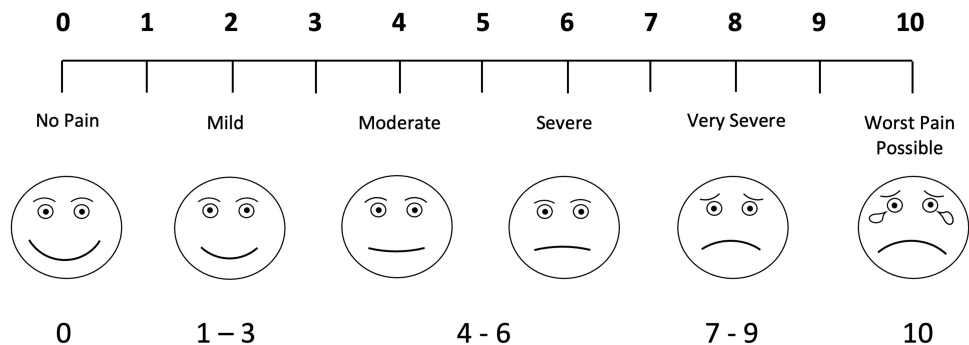 0 1 2 3 4 5 6 7 8 9 10
No Pain Mild Moderate Severe Very Severe Worst Pain
Possible
0 1 – 3 4 - 6 7 - 9 10